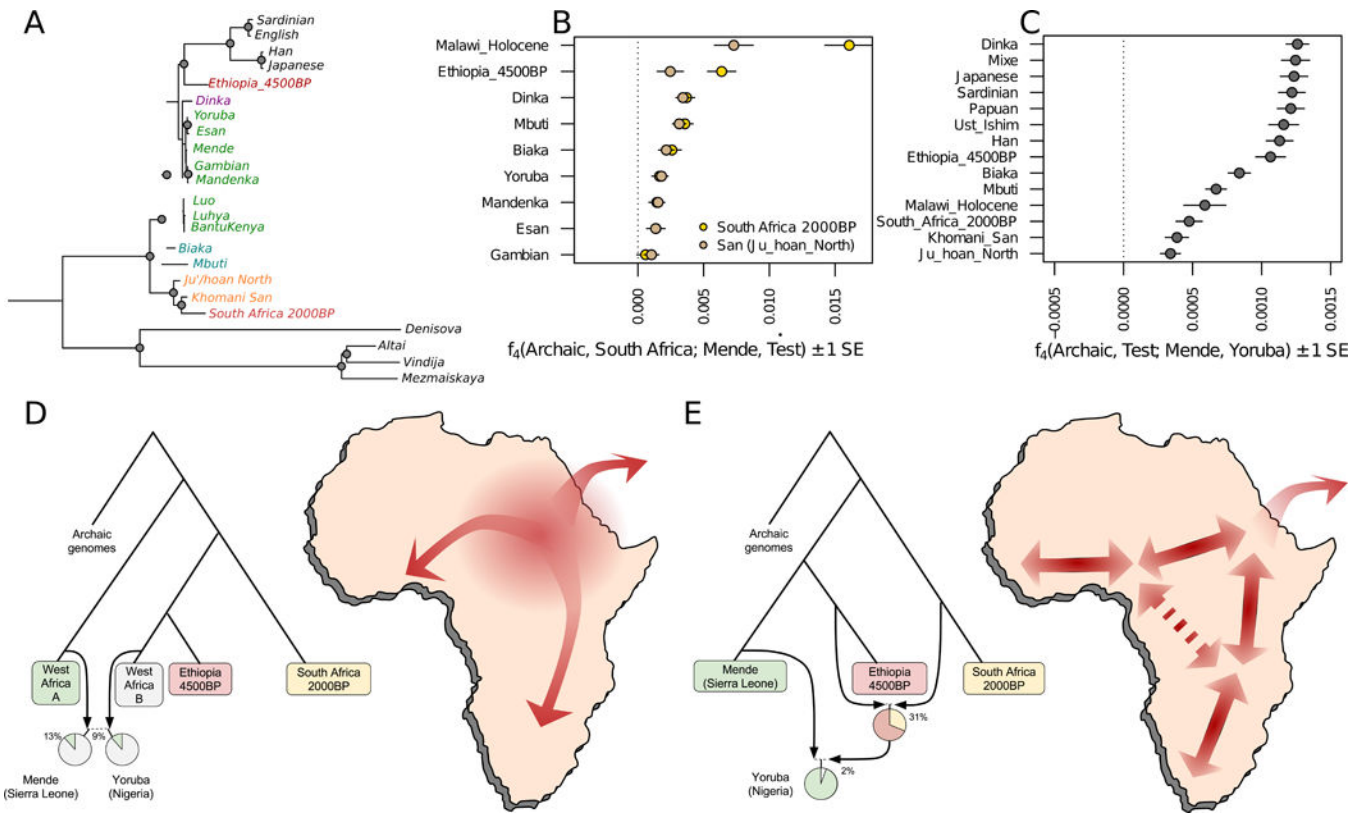 A
Sardinian
English
Han
Japanese
Ethiopia_4500BP
Dinka
Yoruba
Esan
Mende
Gambian
Mandenka
Luo
Luhya
BantuKenya
Biaka
Mbuti
Ju'/hoan North
Khomani San
South Africa 2000BP
Denisova
Altai
Vindija
Mezmaiskaya
B
Malawi_Holocene
Ethiopia_4500BP
Dinka
Mbuti
Biaka
Yoruba
Mandenka
Esan
Gambian
South Africa 2000BP
San (Ju_hoan_North)
0.000
0.005
0.010
0.015
f4(Archaic, South Africa; Mende, Test) ±1 SE
C
Dinka
Mixe
Japanese
Sardinian
Papuan
Ust_Ishim
Han
Ethiopia_4500BP
Biaka
Mbuti
Malawi_Holocene
South_Africa_2000BP
Khomani_San
Ju_hoan_North
−0.0005
0.0000
0.0005
0.0010
0.0015
f4(Archaic, Test; Mende, Yoruba) ±1 SE
D
Archaic
genomes
West
Africa
A
West
Africa
B
Ethiopia
4500BP
South Africa
2000BP
13%
9%
Mende
(Sierra Leone)
Yoruba
(Nigeria)
E
Archaic
genomes
Mende
(Sierra Leone)
Ethiopia
4500BP
South Africa
2000BP
31%
2%
Yoruba
(Nigeria)